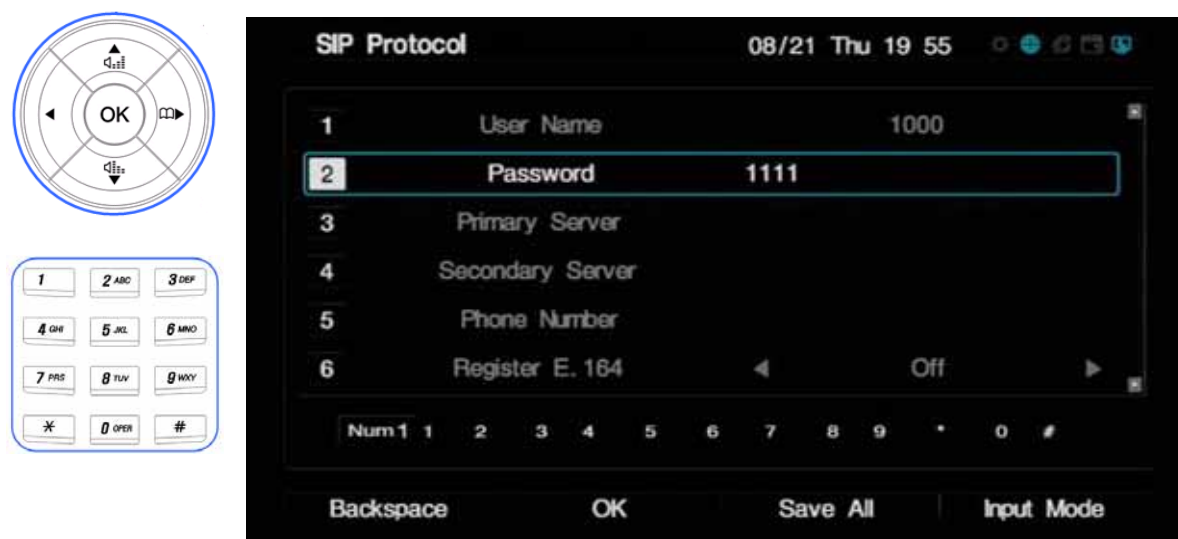 OK
1 2 ABC 3 DEF
4 GHI 5 JKL 6 MNO
7 PRS 8 TUV 9 WXY
* 0 OPER #
SIP Protocol 08/21 Thu 19 55
1 User Name 1000
2 Password 1111
3 Primary Server
4 Secondary Server
5 Phone Number
6 Register E. 164 Off
Num1 1 2 3 4 5 6 7 8 9 * 0 #
Backspace OK Save All Input Mode